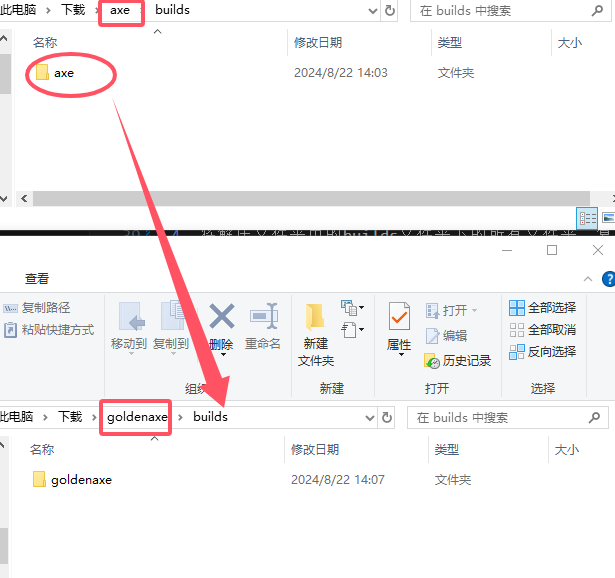 此电脑 › 下载 › axe › builds
在 builds 中搜索
名称 修改日期 类型 大小
axe 2024/8/22 14:03 文件夹
查看
复制路径
粘贴快捷方式
移动到 复制到 删除 重命名
新建
文件夹
属性
打开
编辑
历史记录
全部选择
全部取消
反向选择
组织 新建 打开 选择
此电脑 › 下载 › goldenaxe › builds
在 builds 中搜索
名称 修改日期 类型 大小
goldenaxe 2024/8/22 14:07 文件夹